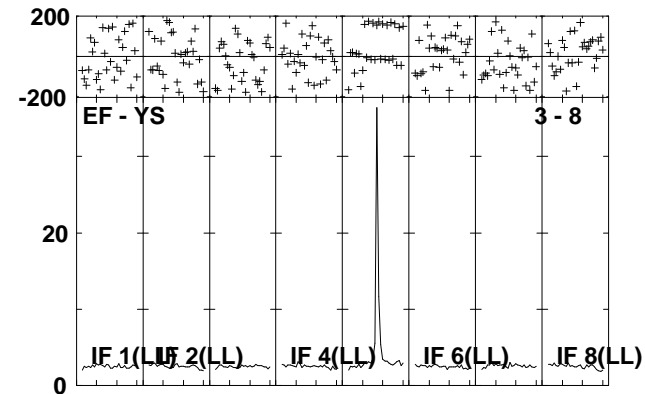 200
-200
EF - YS 3 - 8
20
IF 1(LL) IF 2(LL) IF 4(LL) IF 6(LL) IF 8(LL)
0